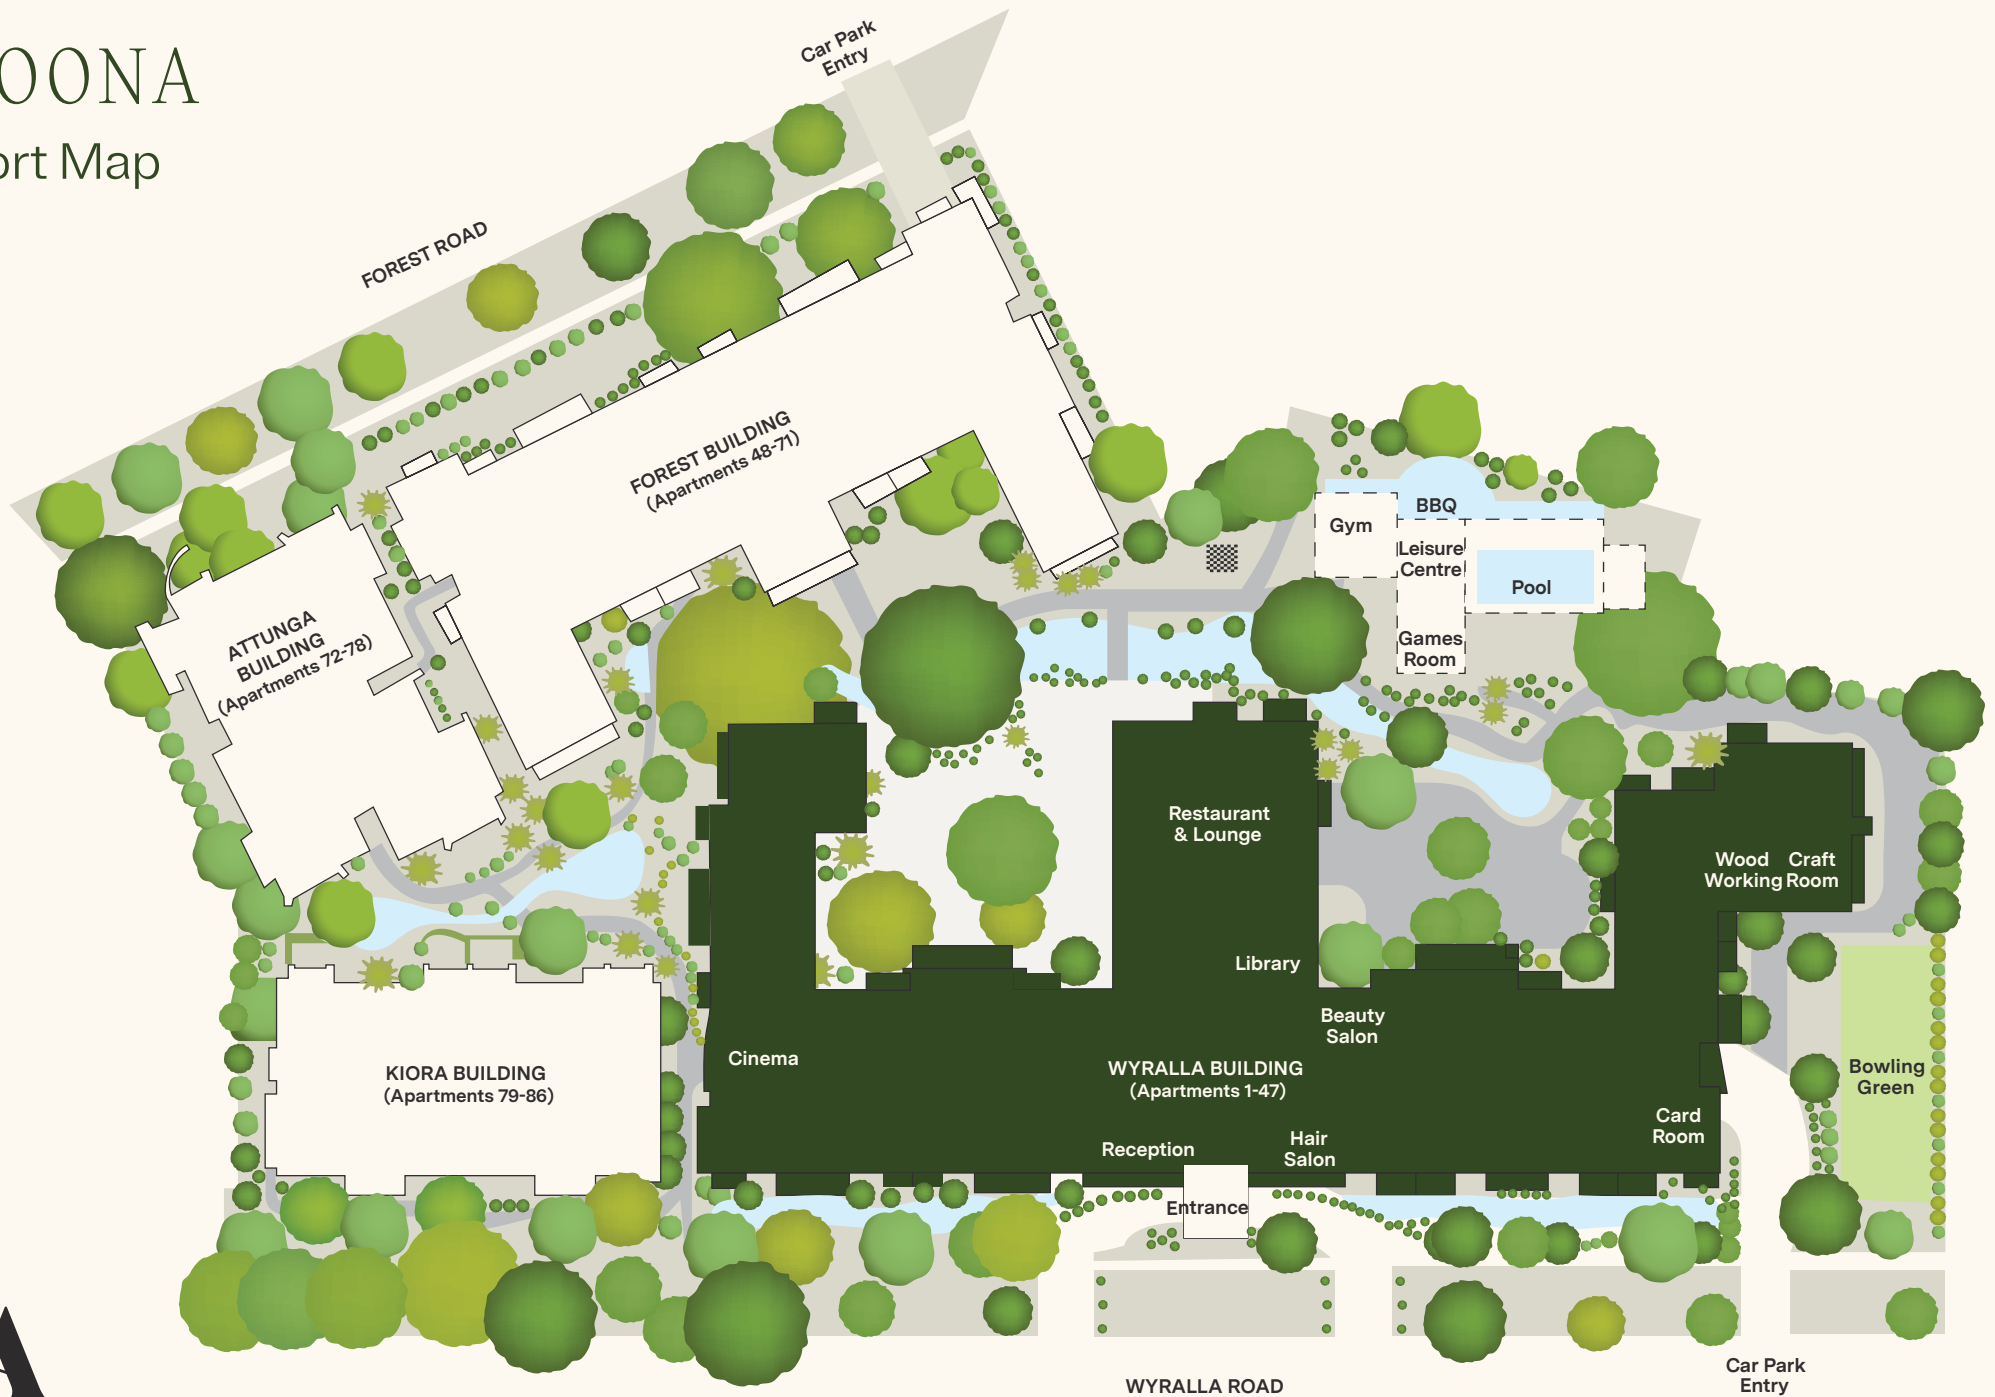 OONA
ort Map
Car Park
Entry
FOREST ROAD
FOREST BUILDING
(Apartments 48-71)
ATTUNGA
BUILDING
(Apartments 72-78)
Gym
BBQ
Leisure
Centre
Pool
Games
Room
Restaurant
& Lounge
Wood
Working
Craft
Room
Library
Beauty
Salon
Cinema
WYRALLA BUILDING
(Apartments 1-47)
KIORA BUILDING
(Apartments 79-86)
Bowling
Green
Card
Room
Reception
Hair
Salon
Entrance
WYRALLA ROAD
Car Park
Entry